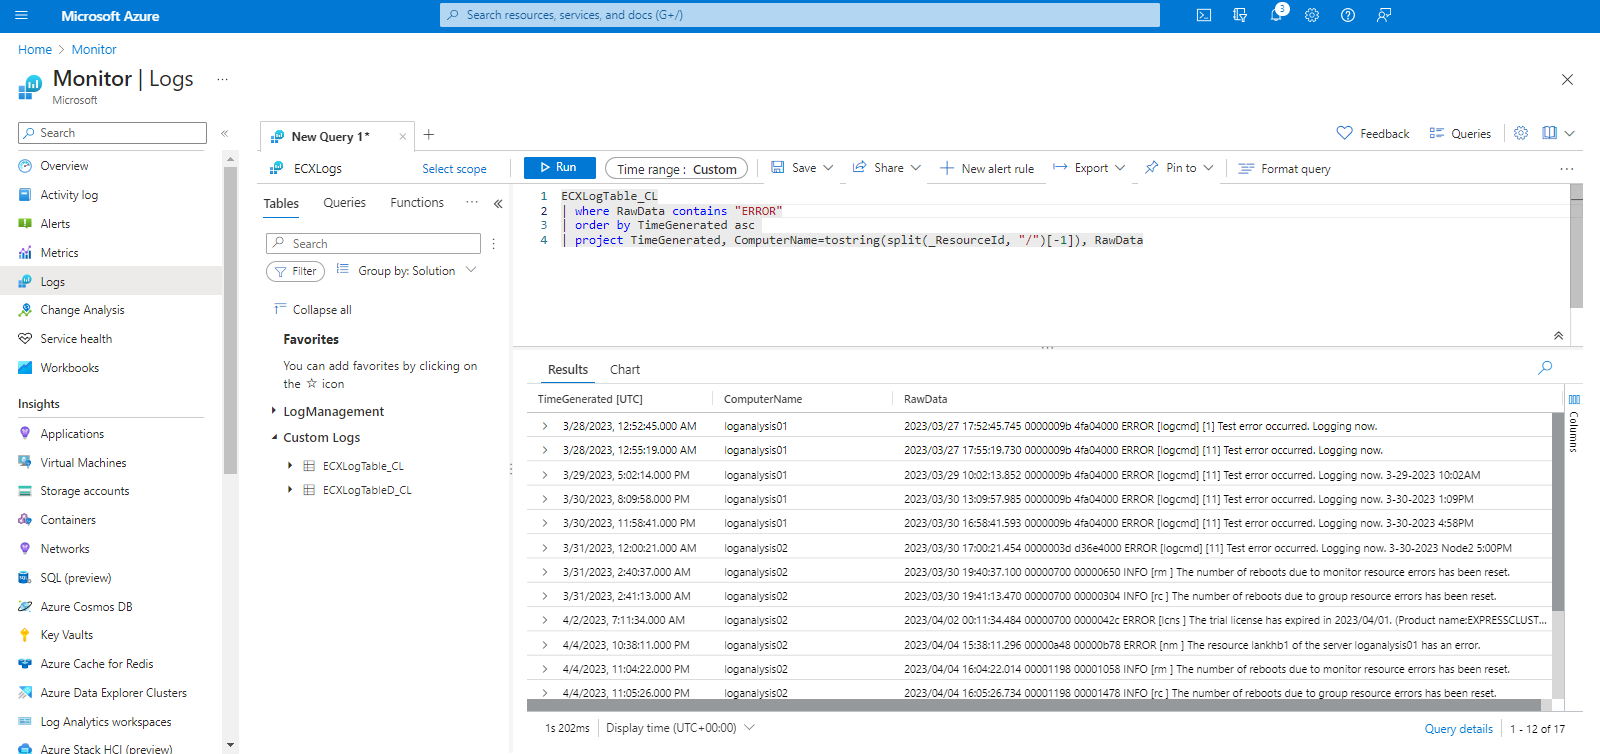 Microsoft Azure
Search resources, services, and docs (G+/)
3
Home > Monitor
Monitor | Logs ...
Microsoft
Search
«
Overview
Activity log
Alerts
Metrics
Logs
Change Analysis
Service health
Workbooks
Insights
Applications
Virtual Machines
Storage accounts
Containers
Networks
SQL (preview)
Azure Cosmos DB
Key Vaults
Azure Cache for Redis
Azure Data Explorer Clusters
Log Analytics workspaces
Azure Stack HCI (preview)
New Query 1*
Feedback
Queries
ECXLogs
Select scope
Run
Time range : Custom
Save
Share
New alert rule
Export
Pin to
Format query
...
Tables
Queries
Functions
...
«
Search
Filter
Group by: Solution
Collapse all
Favorites
You can add favorites by clicking on
the ☆ icon
LogManagement
Custom Logs
ECXLogTable_CL
ECXLogTableD_CL
1 ECXLogTable_CL
2 | where RawData contains "ERROR"
3 | order by TimeGenerated asc
4 | project TimeGenerated, ComputerName=tostring(split(_ResourceId, "/")[-1]), RawData
Results
Chart
TimeGenerated [UTC] ComputerName RawData
3/28/2023, 12:52:45.000 AM loganalysis01 2023/03/27 17:52:45.745 0000009b 4fa04000 ERROR [logcmd] [1] Test error occurred. Logging now.
3/28/2023, 12:55:19.000 AM loganalysis01 2023/03/27 17:55:19.730 0000009b 4fa04000 ERROR [logcmd] [11] Test error occurred. Logging now.
3/29/2023, 5:02:14.000 PM loganalysis01 2023/03/29 10:02:13.852 0000009b 4fa04000 ERROR [logcmd] [11] Test error occurred. Logging now. 3-29-2023 10:02AM
3/30/2023, 8:09:58.000 PM loganalysis01 2023/03/30 13:09:57.985 0000009b 4fa04000 ERROR [logcmd] [11] Test error occurred. Logging now. 3-30-2023 1:09PM
3/30/2023, 11:58:41.000 PM loganalysis01 2023/03/30 16:58:41.593 0000009b 4fa04000 ERROR [logcmd] [11] Test error occurred. Logging now. 3-30-2023 4:58PM
3/31/2023, 12:00:21.000 AM loganalysis02 2023/03/30 17:00:21.454 0000003d d36e4000 ERROR [logcmd] [11] Test error occurred. Logging now. 3-30-2023 Node2 5:00PM
3/31/2023, 2:40:37.000 AM loganalysis02 2023/03/30 19:40:37.100 00000700 00000650 INFO [rm ] The number of reboots due to monitor resource errors has been reset.
3/31/2023, 2:41:13.000 AM loganalysis02 2023/03/30 19:41:13.470 00000700 00000304 INFO [rc ] The number of reboots due to group resource errors has been reset.
4/2/2023, 7:11:34.000 AM loganalysis02 2023/04/02 00:11:34.484 00000700 0000042c ERROR [lcns ] The trial license has expired in 2023/04/01. (Product name:EXPRESSCLUST...
4/4/2023, 10:38:11.000 PM loganalysis02 2023/04/04 15:38:11.296 00000a48 00000b78 ERROR [nm ] The resource lankhb1 of the server loganalysis01 has an error.
4/4/2023, 11:04:22.000 PM loganalysis02 2023/04/04 16:04:22.014 00001198 00001058 INFO [rm ] The number of reboots due to monitor resource errors has been reset.
4/4/2023, 11:05:26.000 PM loganalysis02 2023/04/04 16:05:26.734 00001198 00001478 INFO [rc ] The number of reboots due to group resource errors has been reset.
Columns
1s 202ms
Display time (UTC+00:00)
Query details
1 - 12 of 17